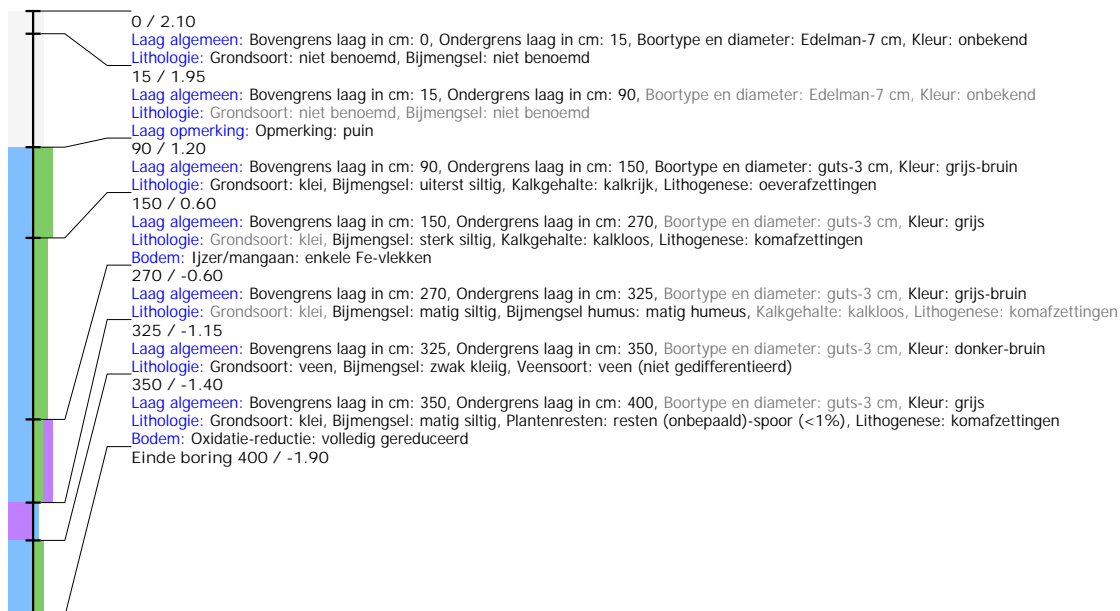 0 / 2.10
Laag algemeen: Bovengrens laag in cm: 0, Ondergrens laag in cm: 15, Boortype en diameter: Edelman-7 cm, Kleur: onbekend
Lithologie: Grondsoort: niet benoemd, Bijmengsel: niet benoemd
15 / 1.95
Laag algemeen: Bovengrens laag in cm: 15, Ondergrens laag in cm: 90, Boortype en diameter: Edelman-7 cm, Kleur: onbekend
Lithologie: Grondsoort: niet benoemd, Bijmengsel: niet benoemd
Laag opmerking: Opmerking: puin
90 / 1.20
Laag algemeen: Bovengrens laag in cm: 90, Ondergrens laag in cm: 150, Boortype en diameter: guts-3 cm, Kleur: grijs-bruin
Lithologie: Grondsoort: klei, Bijmengsel: uiterst siltig, Kalkgehalte: kalkrijk, Lithogenese: oeverafzettingen
150 / 0.60
Laag algemeen: Bovengrens laag in cm: 150, Ondergrens laag in cm: 270, Boortype en diameter: guts-3 cm, Kleur: grijs
Lithologie: Grondsoort: klei, Bijmengsel: sterk siltig, Kalkgehalte: kalkloos, Lithogenese: komafzettingen
Bodem: Ijzer/mangaan: enkele Fe-vlekken
270 / -0.60
Laag algemeen: Bovengrens laag in cm: 270, Ondergrens laag in cm: 325, Boortype en diameter: guts-3 cm, Kleur: grijs-bruin
Lithologie: Grondsoort: klei, Bijmengsel: matig siltig, Bijmengsel humus: matig humeus, Kalkgehalte: kalkloos, Lithogenese: komafzettingen
325 / -1.15
Laag algemeen: Bovengrens laag in cm: 325, Ondergrens laag in cm: 350, Boortype en diameter: guts-3 cm, Kleur: donker-bruin
Lithologie: Grondsoort: veen, Bijmengsel: zwak kleiig, Veensoort: veen (niet gedifferentieerd)
350 / -1.40
Laag algemeen: Bovengrens laag in cm: 350, Ondergrens laag in cm: 400, Boortype en diameter: guts-3 cm, Kleur: grijs
Lithologie: Grondsoort: klei, Bijmengsel: matig siltig, Plantenresten: resten (onbepaald)-spoor (<1%), Lithogenese: komafzettingen
Bodem: Oxidatie-reductie: volledig gereduceerd
Einde boring 400 / -1.90